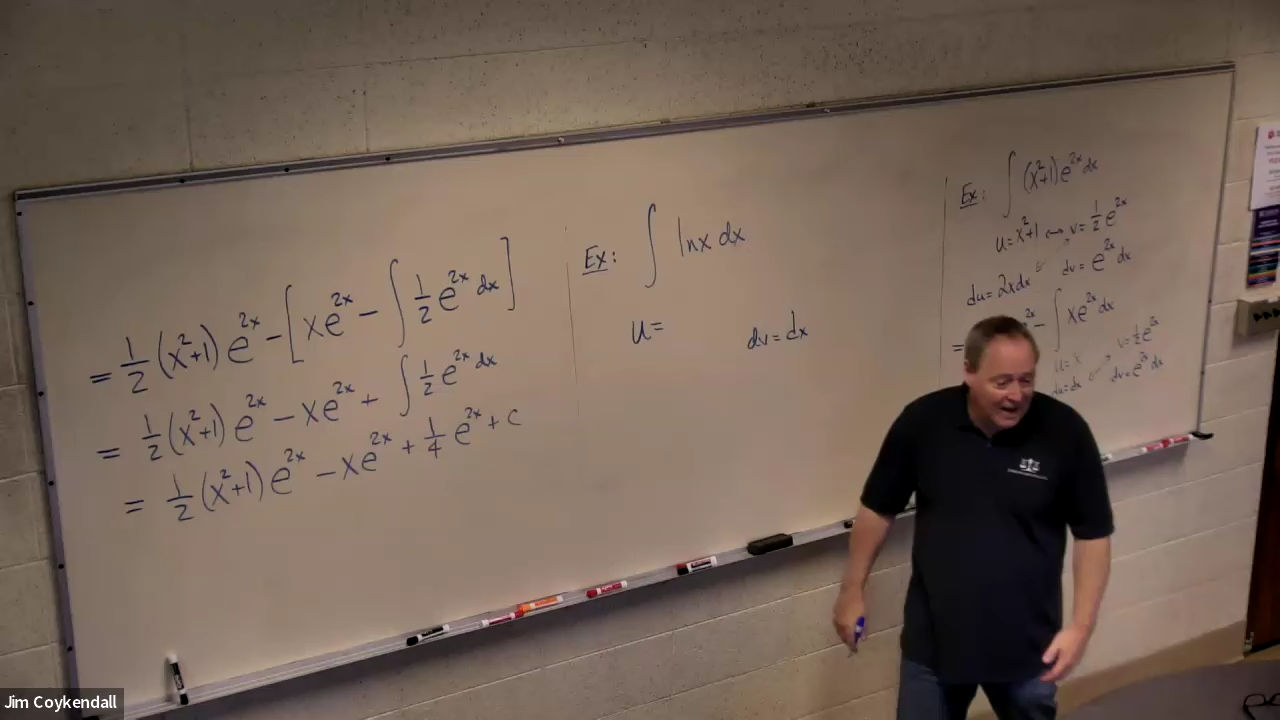 = 1/2 (x²+1) e^{2x} - [ xe^{2x} - ∫ 1/2 e^{2x} dx ]
= 1/2 (x²+1) e^{2x} - xe^{2x} + ∫ 1/2 e^{2x} dx
= 1/2 (x²+1) e^{2x} - xe^{2x} + 1/4 e^{2x} + C
Ex: ∫ lnx dx
u= dv = dx
Ex: ∫ (x²+1) e^{2x} dx
u = x²+1 ↔ v = 1/2 e^{2x}
du = 2x dx dv = e^{2x} dx
= - ∫ xe^{2x} dx
u = x v = 1/2 e^{2x}
du = dx dv = e^{2x} dx
Jim Coykendall